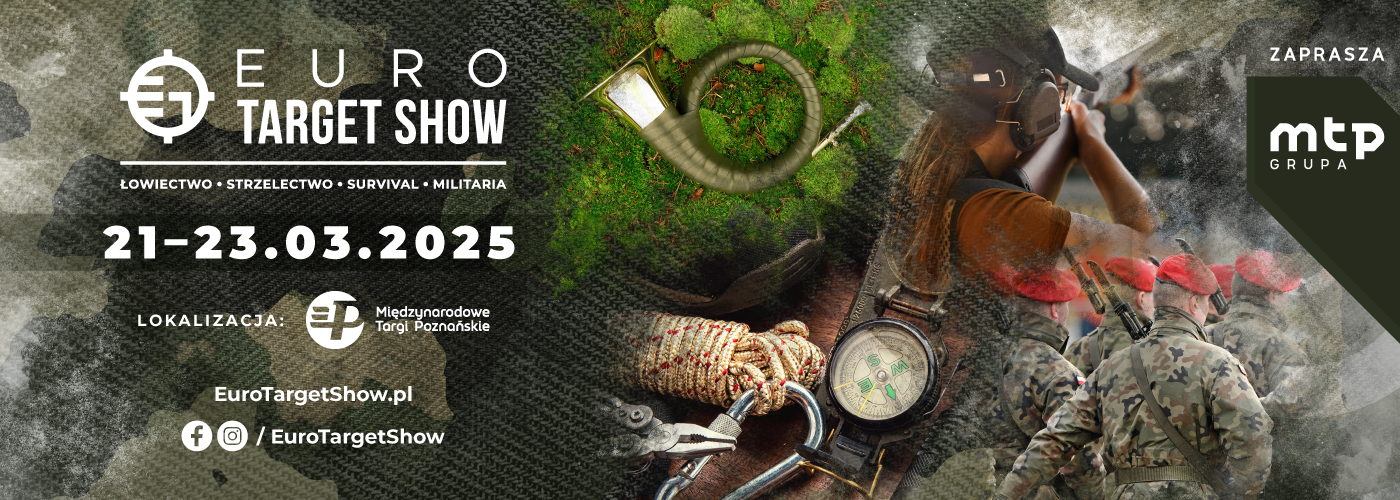 EURO
TARGET SHOW
ŁOWIECTWO • STRZELECTWO • SURVIVAL • MILITARIA
21–23.03.2025
LOKALIZACJA:
Międzynarodowe
Targi Poznańskie
EuroTargetShow.pl
/ EuroTargetShow
S
W
E
ZAPRASZA
mtp
GRUPA